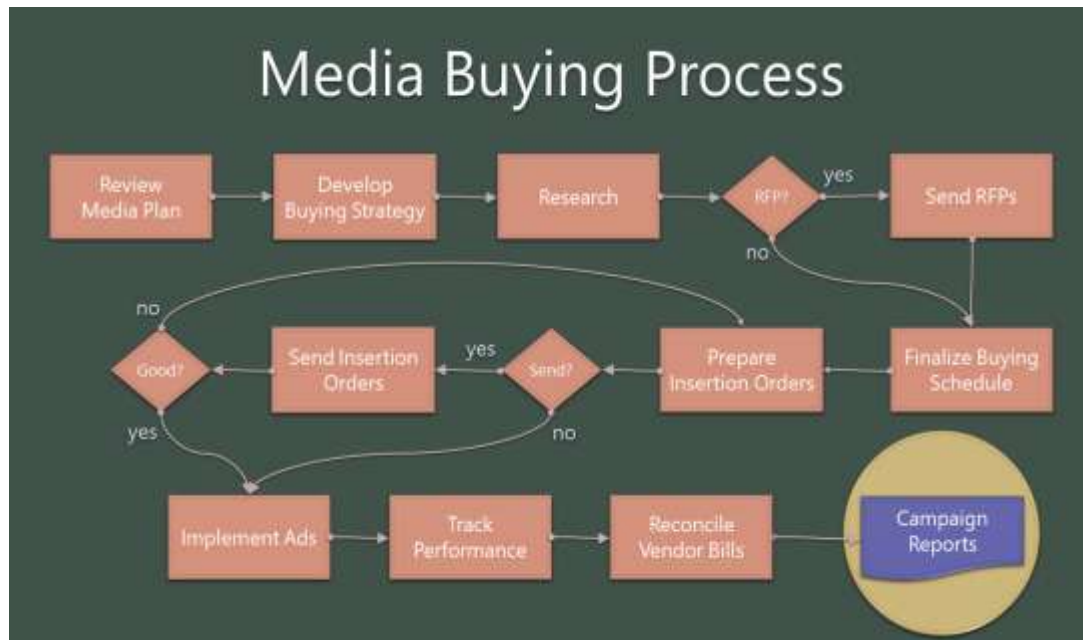 Media Buying Process
Review
Media Plan
Develop
Buying Strategy
Research
RFP?
yes
Send RFPs
no
no
Good?
Send Insertion
Orders
yes
Send?
Prepare
Insertion Orders
Finalize Buying
Schedule
yes
no
Implement Ads
Track
Performance
Reconcile
Vendor Bills
Campaign
Reports